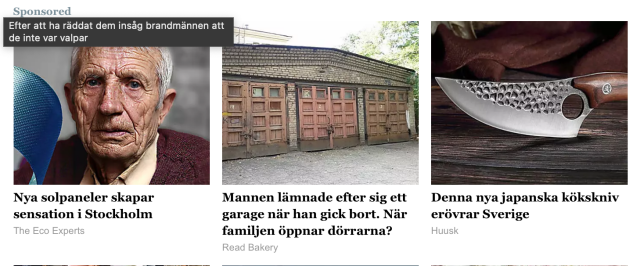 Sponsored
Efter att ha räddat dem insåg brandmännen att
de inte var valpar
Nya solpaneler skapar
sensation i Stockholm
The Eco Experts
Mannen lämnade efter sig ett
garage när han gick bort. När
familjen öppnar dörrarna?
Read Bakery
Denna nya japanska kökskniv
erövrar Sverige
Huusk